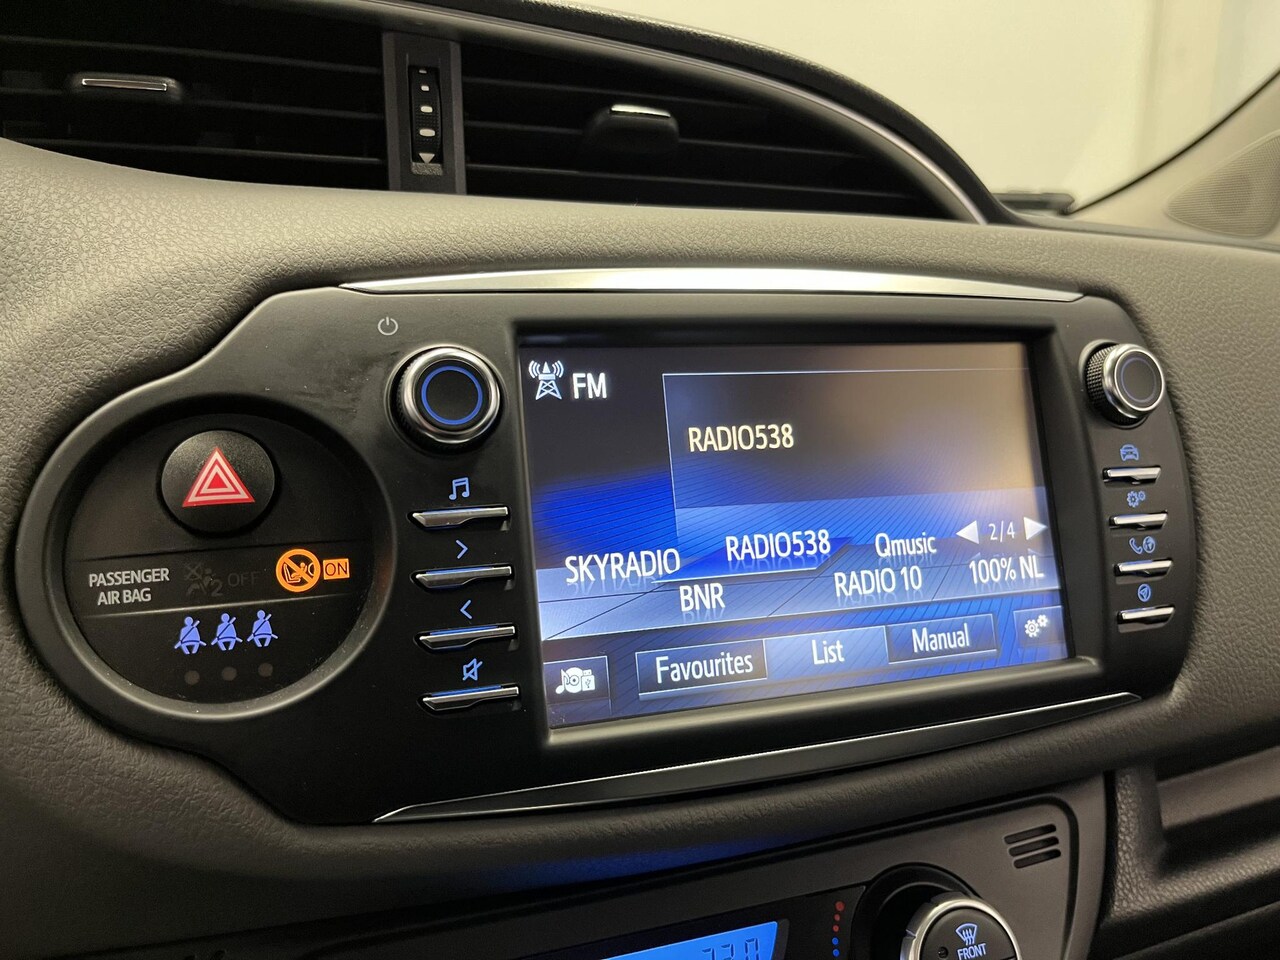 FM
RADIO538
2/4
SKYRADIO RADIO538 Qmusic
BNR RADIO 10 100% NL
Favourites List Manual
PASSENGER
AIR BAG
2 OFF
ON
FRONT